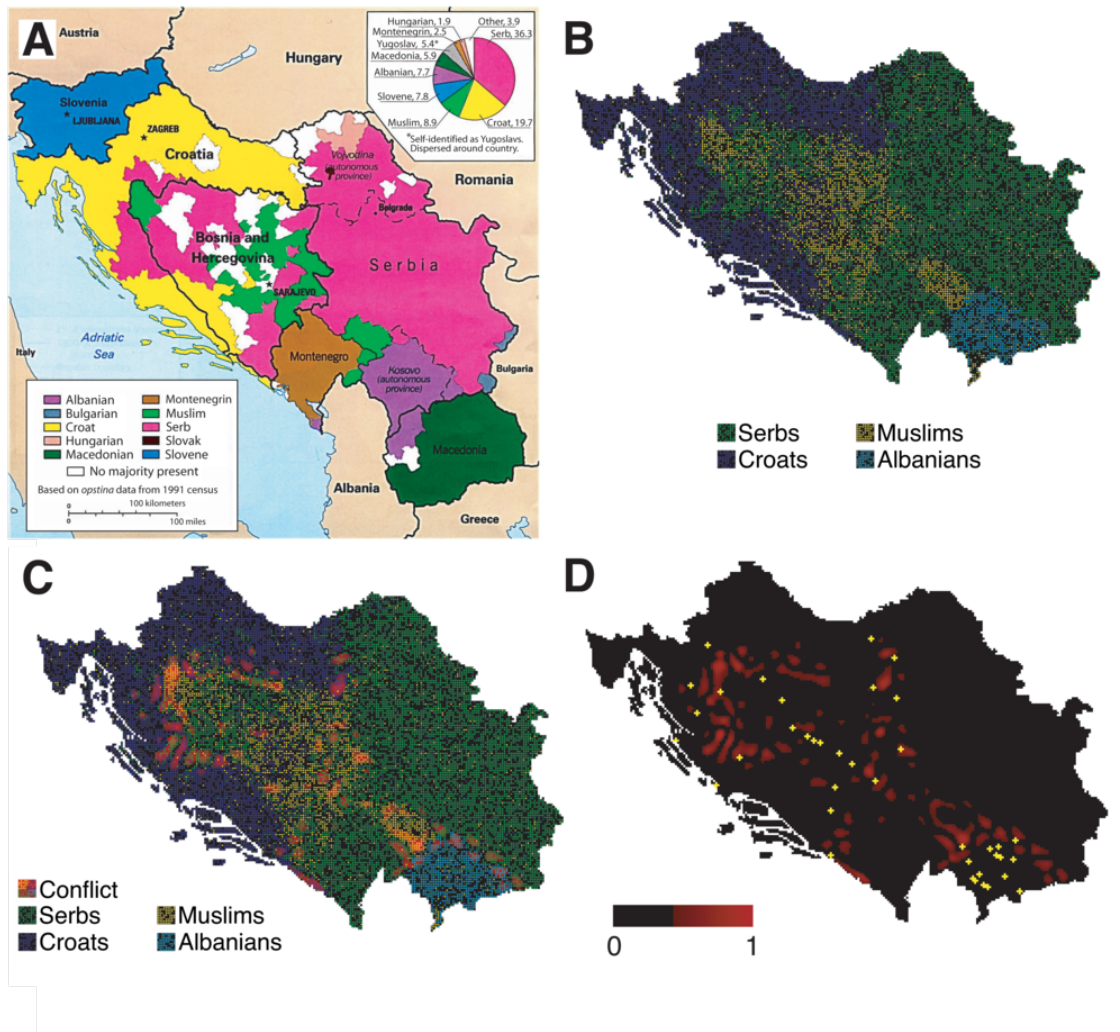 A
Austria
Hungary
Hungarian, 1.9
Other, 3.9
Montenegrin, 2.5
Serb, 36.3
Yugoslav, 5.4*
Macedonia, 5.9
Albanian, 7.7
Slovene, 7.8
Muslim, 8.9
Croat, 19.7
*Self-identified as Yugoslavs.
Dispersed around country.
Slovenia
LJUBLJANA
ZAGREB
Croatia
Vojvodina
(autonomous
province)
Romania
Belgrade
Bosnia and
Hercegovina
Serbia
SARAJEVO
Adriatic
Sea
Italy
Montenegro
Kosovo
(autonomous
province)
Bulgaria
Macedonia
Albania
Greece
Albanian
Montenegrin
Bulgarian
Muslim
Croat
Serb
Hungarian
Slovak
Macedonian
Slovene
No majority present
Based on opstina data from 1991 census
0 100 kilometers
0 100 miles
B
Serbs
Muslims
Croats
Albanians
C
Conflict
Serbs
Muslims
Croats
Albanians
D
0 1